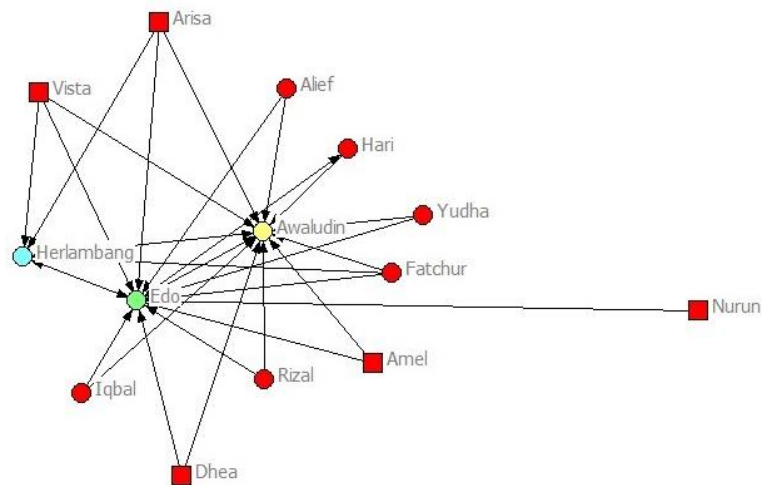 Arisa
Vista
Alief
Hari
Yudha
Awaludin
Herlambang
Fatchur
Edo
Nurun
Amel
Rizal
Iqbal
Dhea